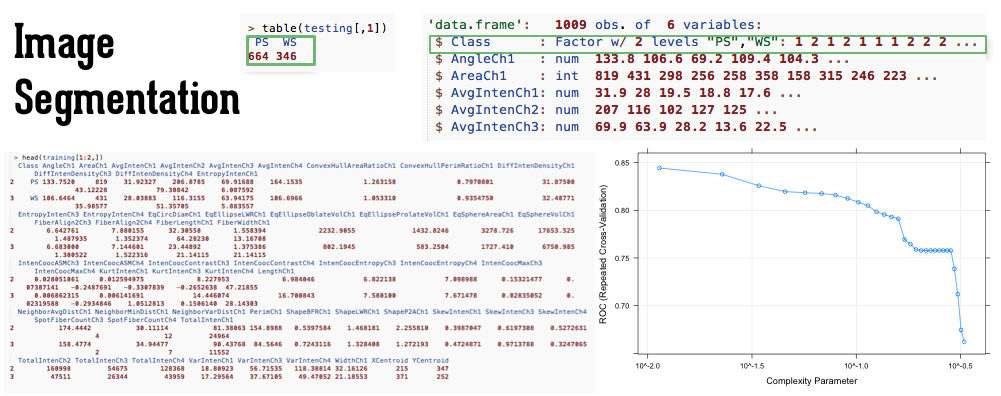 Image
Segmentation
> table(testing[,1])
PS WS
664 346
'data.frame': 1009 obs. of 6 variables:
$ Class : Factor w/ 2 levels "PS","WS": 1 2 1 2 1 1 1 2 2 2 ...
$ AngleCh1 : num 133.8 106.6 69.2 109.4 104.3 ...
$ AreaCh1 : int 819 431 298 256 258 358 158 315 246 223 ...
$ AvgIntenCh1: num 31.9 28 19.5 18.8 17.6 ...
$ AvgIntenCh2: num 207 116 102 127 125 ...
$ AvgIntenCh3: num 69.9 63.9 28.2 13.6 22.5 ...
> head(training[1:2,])
Class AngleCh1 AreaCh1 AvgIntenCh1 AvgIntenCh2 AvgIntenCh3 AvgIntenCh4 ConvexHullAreaRatioCh1 ConvexHullPerimRatioCh1 DiffIntenDensityCh1
DiffIntenDensityCh3 DiffIntenDensityCh4 EntropyIntenCh1
2 PS 133.7520 819 31.92327 206.8785 69.91688 164.1535 1.263158 0.7970801 31.87500
43.12228 79.30842 6.087592
3 WS 106.6464 431 28.03883 116.3155 63.94175 106.6966 1.053310 0.9354750 32.48771
35.98577 51.35705 5.883557
EntropyIntenCh3 EntropyIntenCh4 EqCircDiamCh1 EqEllipseLWRCh1 EqEllipseOblateVolCh1 EqEllipseProlateVolCh1 EqSphereAreaCh1 EqSphereVolCh1
FiberAlign2Ch3 FiberAlign2Ch4 FiberLengthCh1 FiberWidthCh1
2 6.642761 7.880155 32.30558 1.558394 2232.9055 1432.8246 3278.726 17653.525
1.487935 1.352374 64.28230 13.16708
3 6.683000 7.144601 23.44892 1.375386 802.1945 583.2504 1727.410 6750.985
1.300522 1.522316 21.14115 21.14115
IntenCoocASMCh3 IntenCoocASMCh4 IntenCoocContrastCh3 IntenCoocContrastCh4 IntenCoocEntropyCh3 IntenCoocEntropyCh4 IntenCoocMaxCh3
IntenCoocMaxCh4 KurtIntenCh1 KurtIntenCh3 KurtIntenCh4 LengthCh1
2 0.028051061 0.012594975 8.227953 6.984046 6.822138 7.098988 0.15321477 0.
07387141 -0.2487691 -0.3307839 -0.2652638 47.21855
3 0.006862315 0.006141691 14.446074 16.700843 7.580100 7.671478 0.02835052 0.
02319588 -0.2934846 1.0512813 0.1506140 28.14303
NeighborAvgDistCh1 NeighborMinDistCh1 NeighborVarDistCh1 PerimCh1 ShapeBFRCh1 ShapeLWRCh1 ShapeP2ACh1 SkewIntenCh1 SkewIntenCh3 SkewIntenCh4
SpotFiberCountCh3 SpotFiberCountCh4 TotalIntenCh1
2 174.4442 30.11114 81.38063 154.8988 0.5397584 1.468181 2.255810 0.3987047 0.6197308 0.5272631
4 12 24964
3 158.4774 34.94477 90.43768 84.5646 0.7243116 1.328408 1.272193 0.4724871 0.9713788 0.3247065
2 7 11552
TotalIntenCh2 TotalIntenCh3 TotalIntenCh4 VarIntenCh1 VarIntenCh3 VarIntenCh4 WidthCh1 XCentroid YCentroid
2 160998 54675 128368 18.80923 56.71535 118.38814 32.16126 215 347
3 47511 26344 43959 17.29564 37.67105 49.47052 21.18553 371 252
ROC (Repeated Cross-Validation)
0.85
0.80
0.75
0.70
10^-2.0 10^-1.5 10^-1.0 10^-0.5
Complexity Parameter